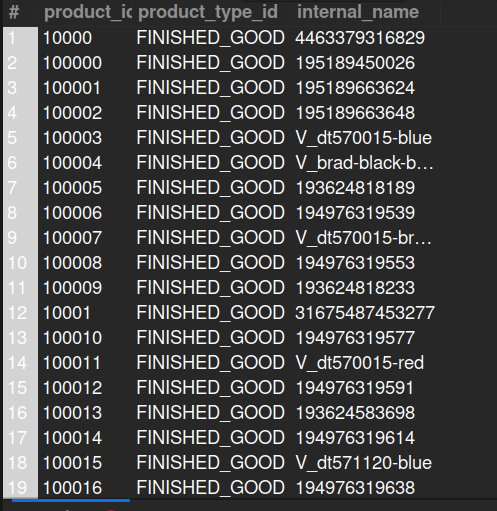 # product_id product_type_id internal_name
1 10000 FINISHED_GOOD 4463379316829
2 100000 FINISHED_GOOD 195189450026
3 100001 FINISHED_GOOD 195189663624
4 100002 FINISHED_GOOD 195189663648
5 100003 FINISHED_GOOD V_dt570015-blue
6 100004 FINISHED_GOOD V_brad-black-b...
7 100005 FINISHED_GOOD 193624818189
8 100006 FINISHED_GOOD 194976319539
9 100007 FINISHED_GOOD V_dt570015-br...
10 100008 FINISHED_GOOD 194976319553
11 100009 FINISHED_GOOD 193624818233
12 10001 FINISHED_GOOD 31675487453277
13 100010 FINISHED_GOOD 194976319577
14 100011 FINISHED_GOOD V_dt570015-red
15 100012 FINISHED_GOOD 194976319591
16 100013 FINISHED_GOOD 193624583698
17 100014 FINISHED_GOOD 194976319614
18 100015 FINISHED_GOOD V_dt571120-blue
19 100016 FINISHED_GOOD 194976319638